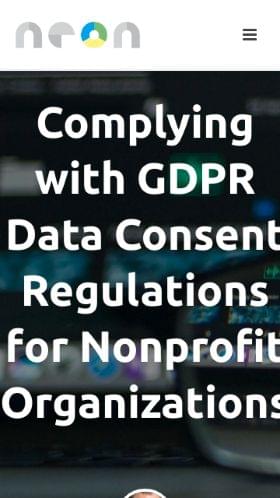 neon
Complying
with GDPR
Data Consent
Regulations
for Nonprofit
Organizations